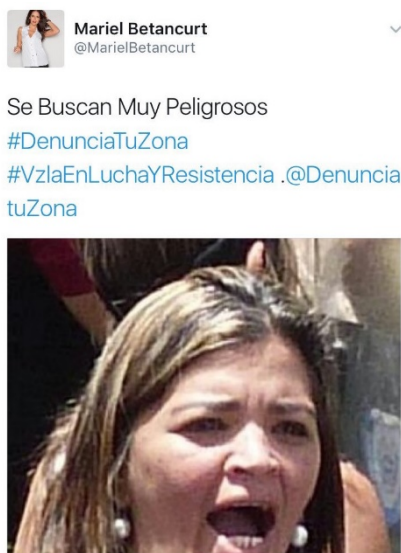 Mariel Betancurt
@MarielBetancurt
Se Buscan Muy Peligrosos
#DenunciaTuZona
#VzlaEnLuchaYResistencia .@Denuncia
tuZona